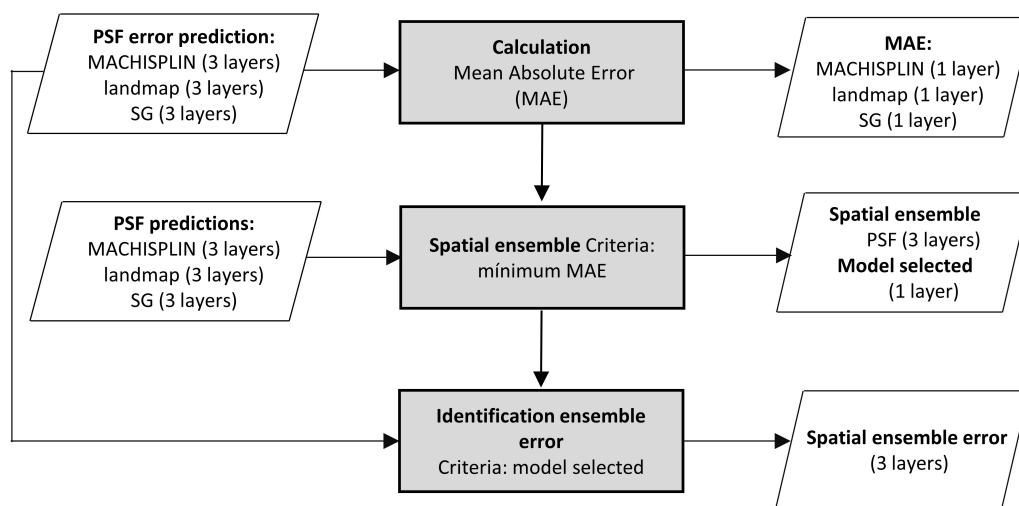 PSF error prediction:
MACHISPLIN (3 layers)
landmap (3 layers)
SG (3 layers)
Calculation
Mean Absolute Error
(MAE)
MAE:
MACHISPLIN (1 layer)
landmap (1 layer)
SG (1 layer)
PSF predictions:
MACHISPLIN (3 layers)
landmap (3 layers)
SG (3 layers)
Spatial ensemble Criteria:
mínimum MAE
Spatial ensemble
PSF (3 layers)
Model selected
(1 layer)
Identification ensemble
error
Criteria: model selected
Spatial ensemble error
(3 layers)